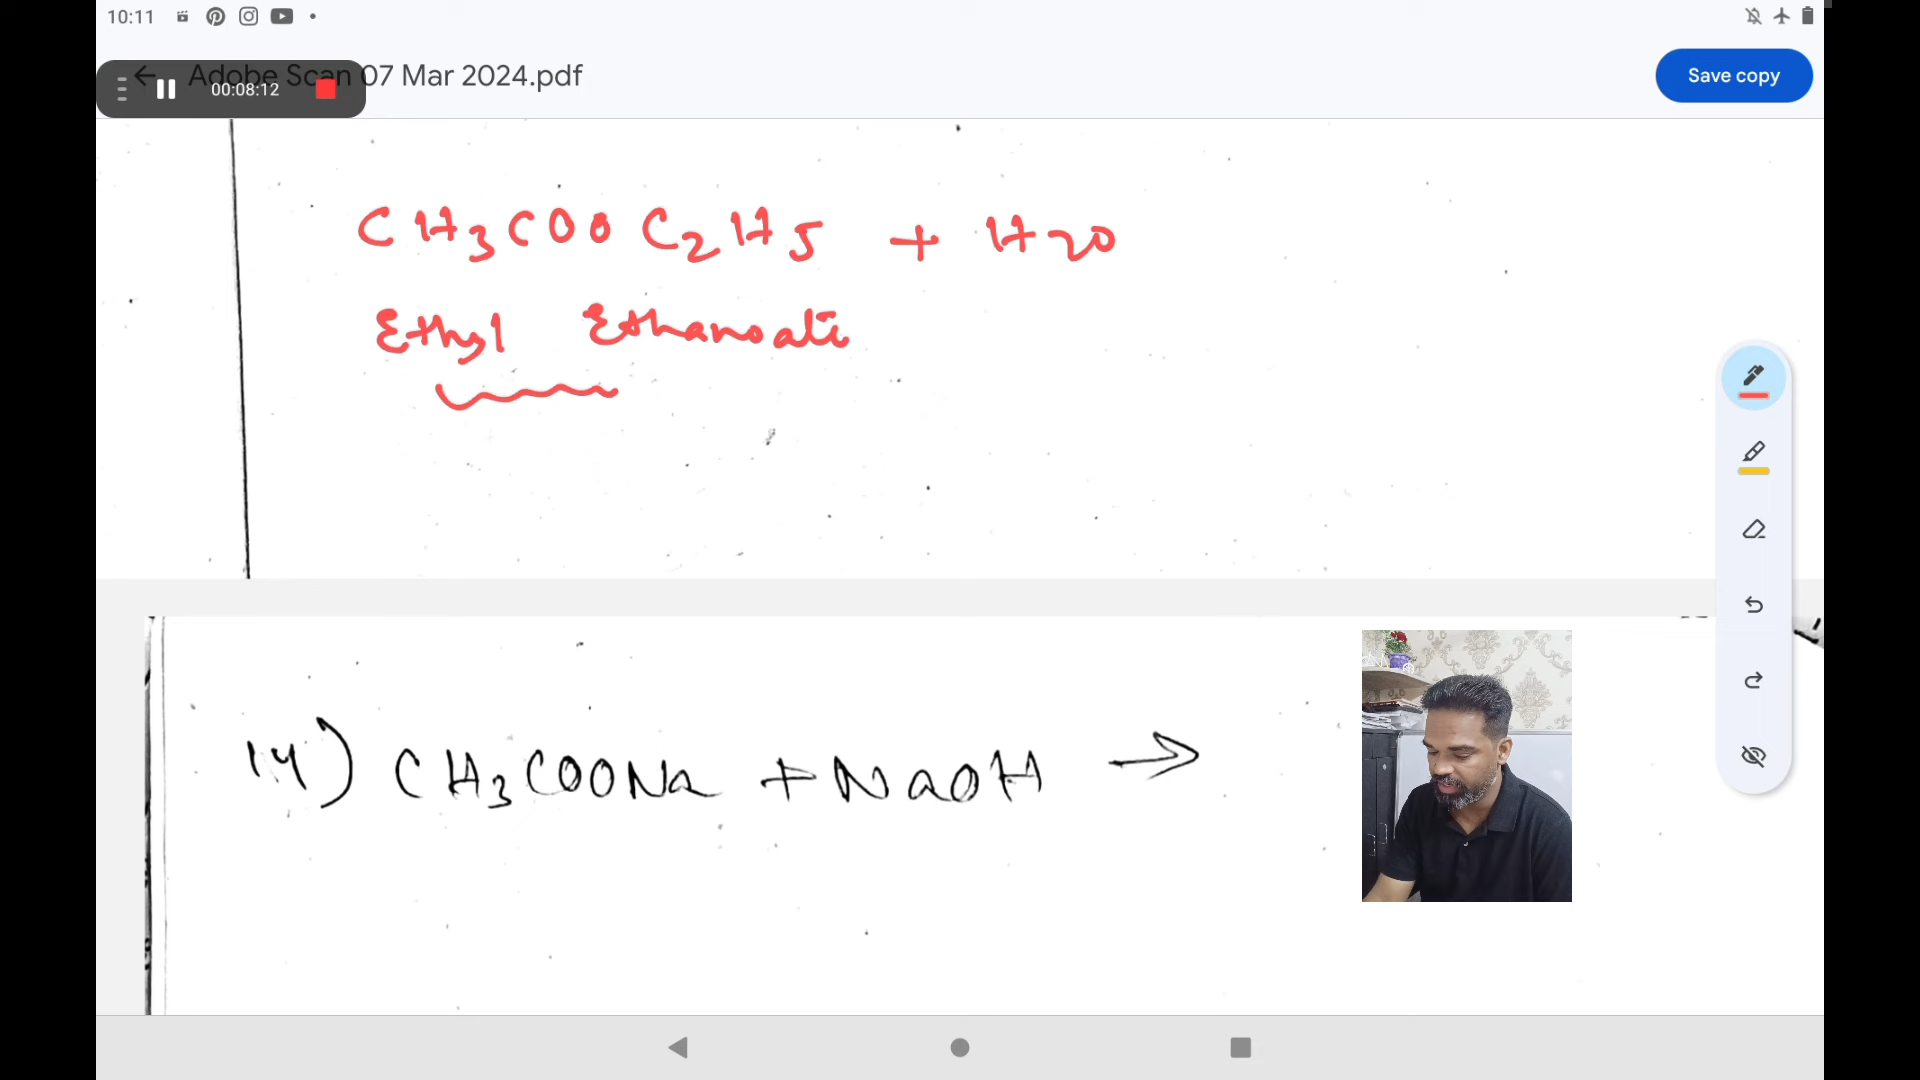 10:11
Adobe Scan 07 Mar 2024.pdf
00:08:12
Save copy
CH3COOC2H5 + H2O
Ethyl Ethanoate
14) CH3COONa + NaOH →